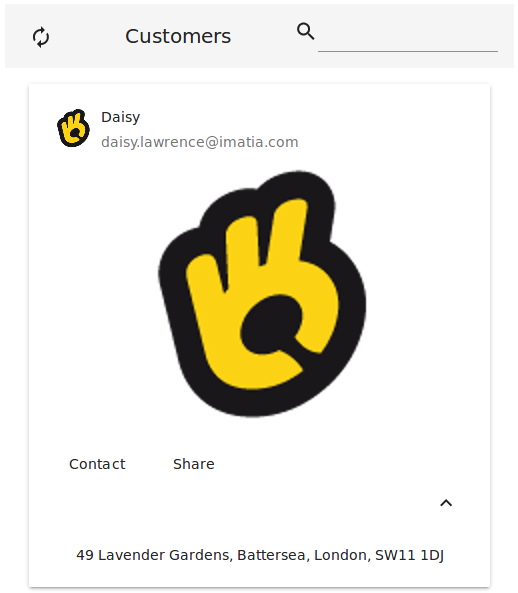 Customers
Daisy
daisy.lawrence@imatia.com
Contact Share
49 Lavender Gardens, Battersea, London, SW11 1DJ